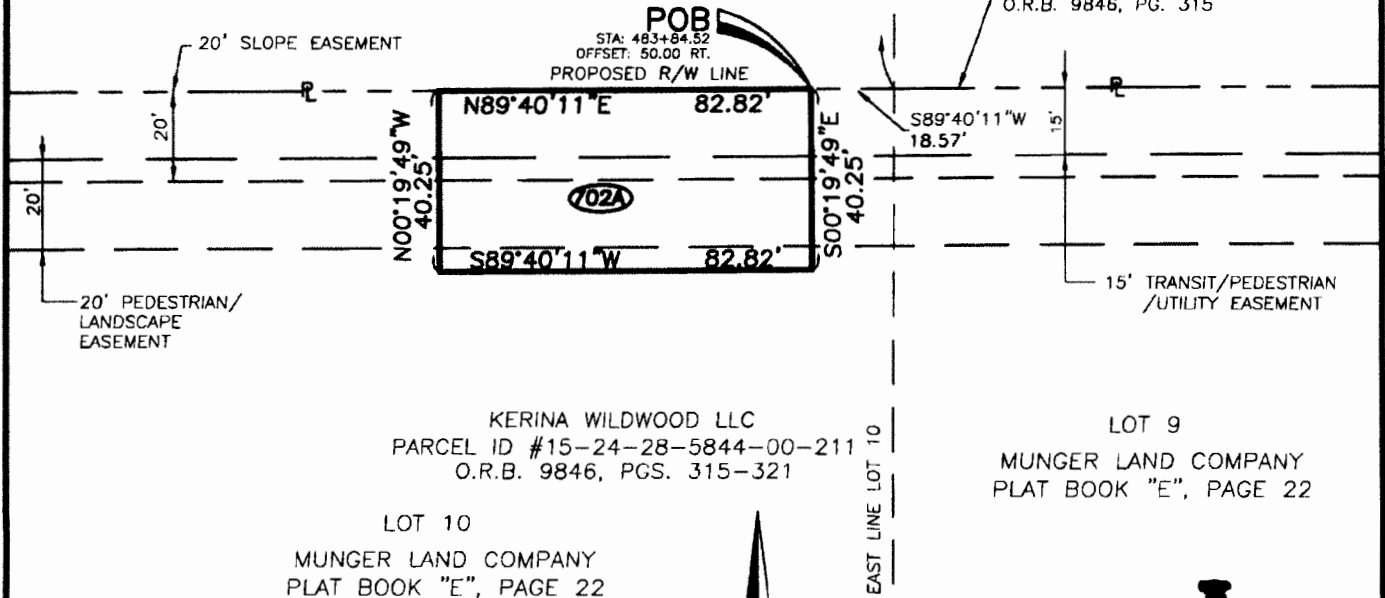 O.R.B. 9846, PG. 315
POB
STA: 483+84.52
OFFSET: 50.00 RT.
PROPOSED R/W LINE
20' SLOPE EASEMENT
PL
PL
N89°40'11"E 82.82'
S89°40'11"W
18.57'
20'
15'
N00°19'49"W
40.25'
S00°19'49"E
40.25'
20'
702A
S89°40'11"W 82.82'
20' PEDESTRIAN/
LANDSCAPE
EASEMENT
15' TRANSIT/PEDESTRIAN
/UTILITY EASEMENT
KERINA WILDWOOD LLC
PARCEL ID #15-24-28-5844-00-211
O.R.B. 9846, PGS. 315-321
EAST LINE LOT 10
LOT 9
MUNGER LAND COMPANY
PLAT BOOK "E", PAGE 22
LOT 10
MUNGER LAND COMPANY
PLAT BOOK "E", PAGE 22